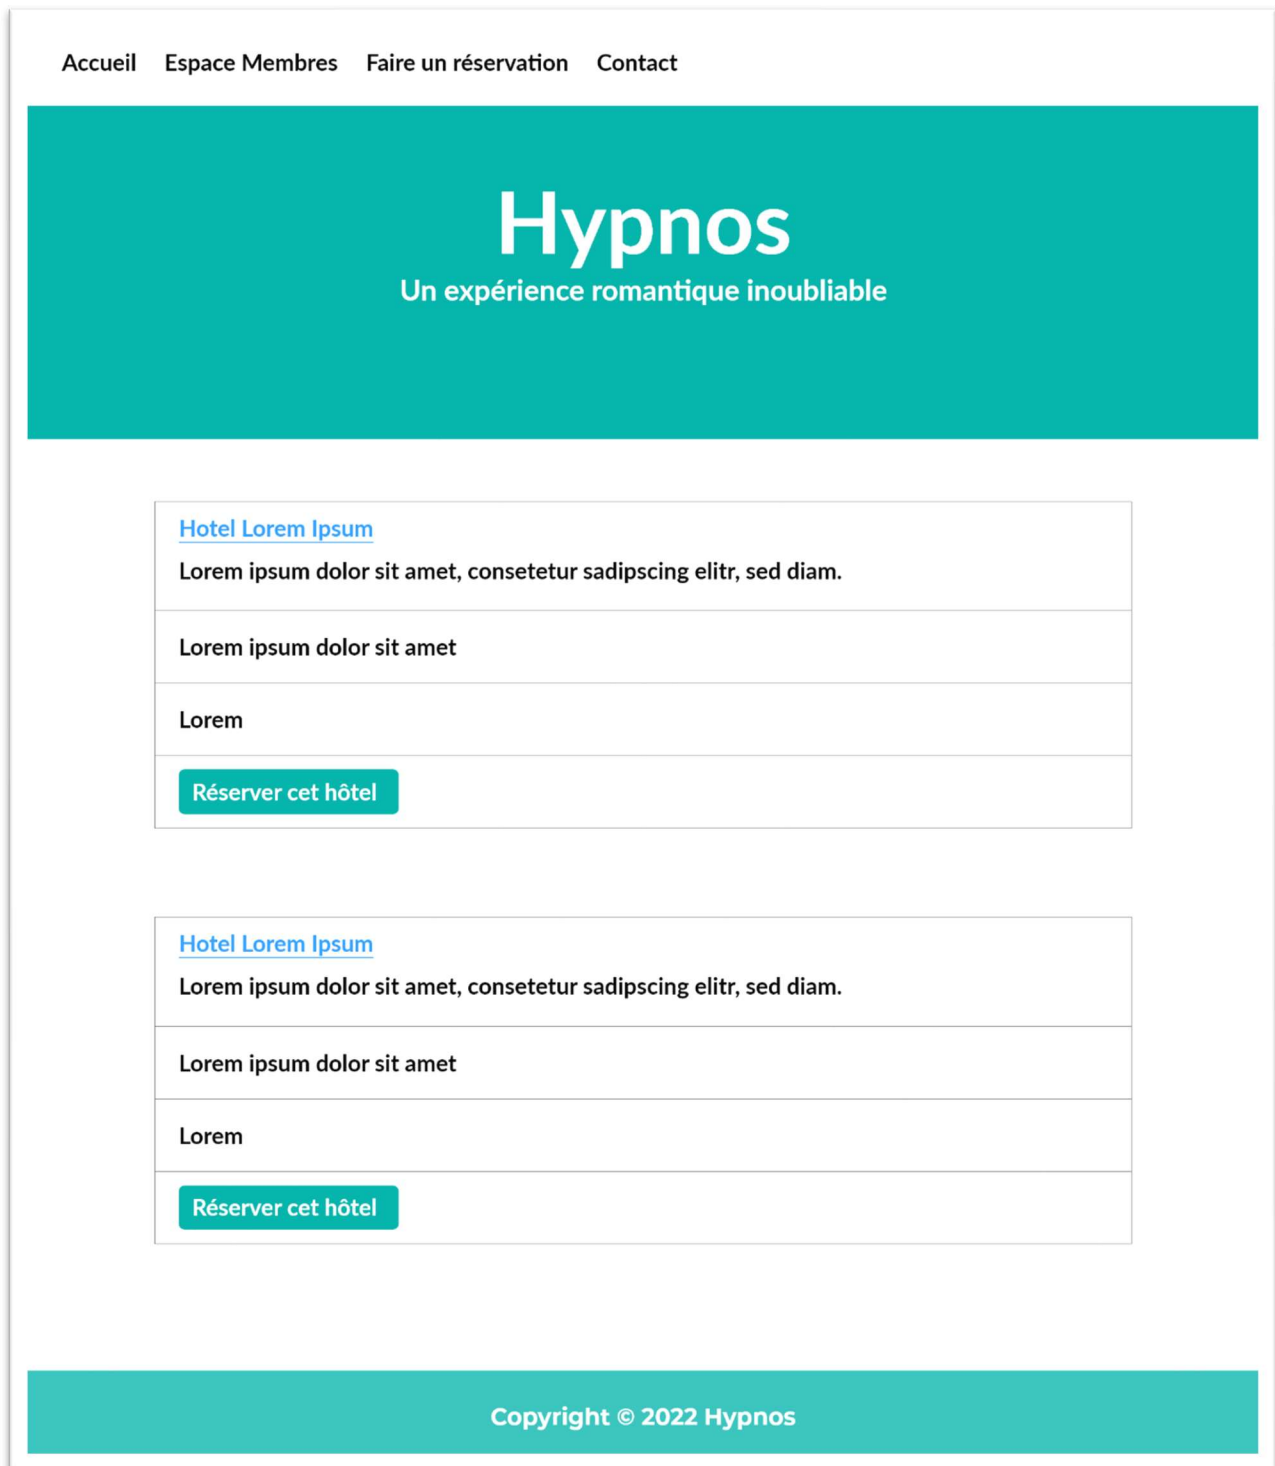 Accueil Espace Membres Faire un réservation Contact
Hypnos
Un expérience romantique inoubliable
Hotel Lorem Ipsum
Lorem ipsum dolor sit amet, consetetur sadipscing elitr, sed diam.
Lorem ipsum dolor sit amet
Lorem
Réserver cet hôtel
Hotel Lorem Ipsum
Lorem ipsum dolor sit amet, consetetur sadipscing elitr, sed diam.
Lorem ipsum dolor sit amet
Lorem
Réserver cet hôtel
Copyright © 2022 Hypnos